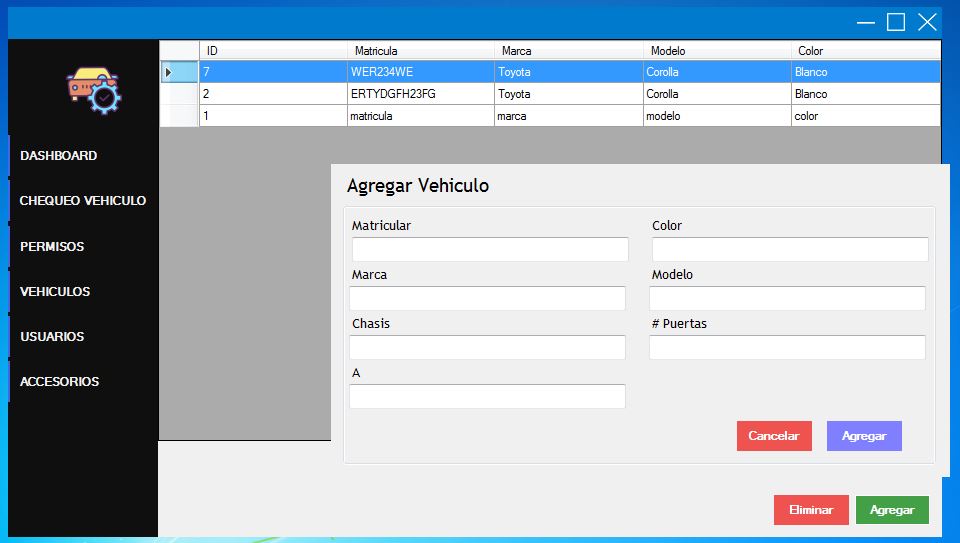 ID Matricula Marca Modelo Color
7 WER234WE Toyota Corolla Blanco
2 ERTYDGFH23FG Toyota Corolla Blanco
1 matricula marca modelo color
DASHBOARD
CHEQUEO VEHICULO
PERMISOS
VEHICULOS
USUARIOS
ACCESORIOS
Agregar Vehiculo
Matricular Color
Marca Modelo
Chasis # Puertas
A
Cancelar Agregar
Eliminar Agregar